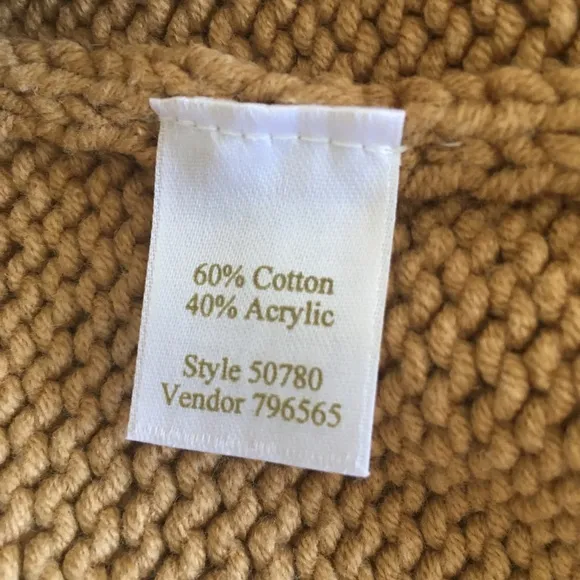 60% Cotton
40% Acrylic
Style 50780
Vendor 796565